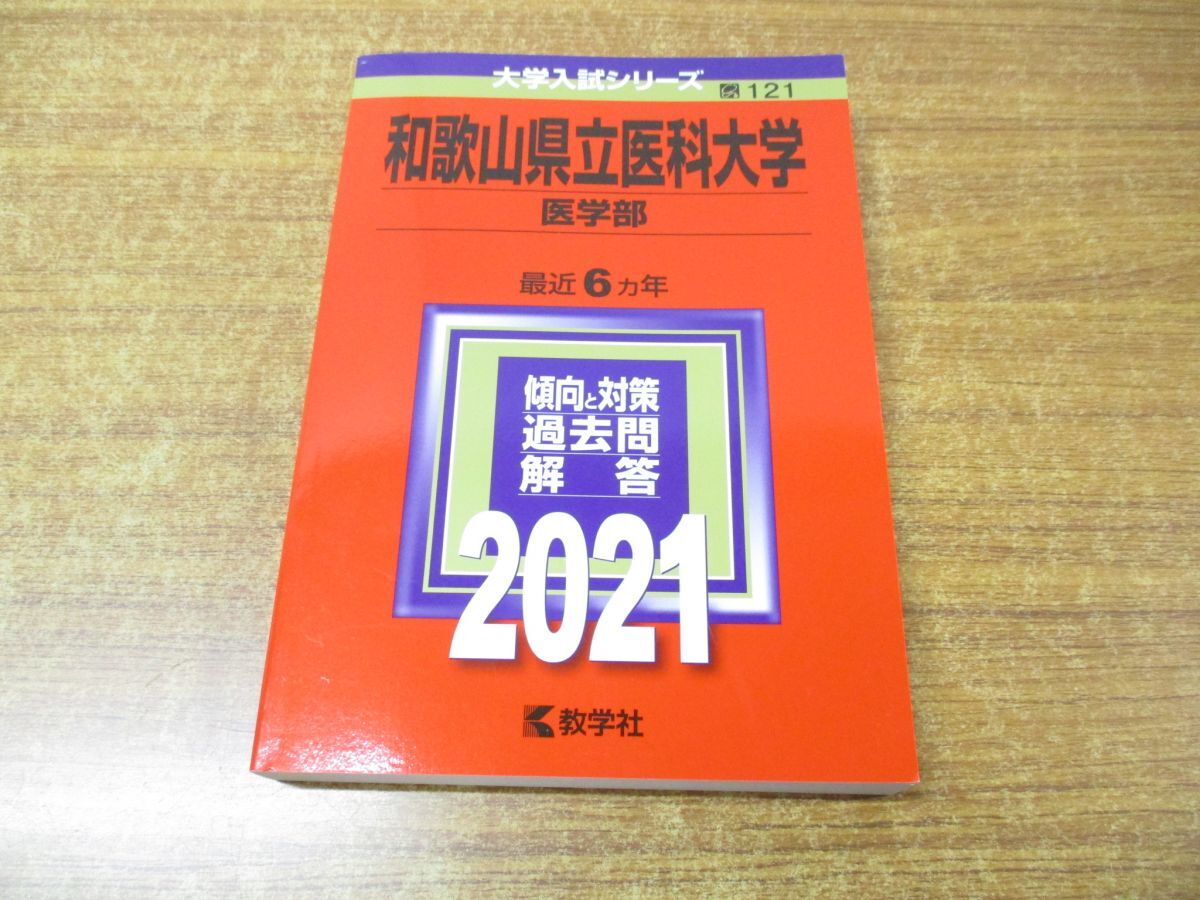 大学入試シリーズ
121
和歌山県立医科大学
医学部
最近6カ年
傾向と対策
過去問
解答
2021
教学社